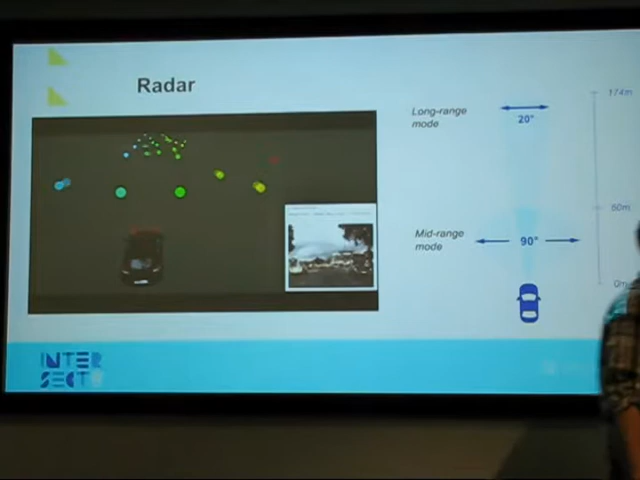 Radar
Long-range
mode
20°
174m
60m
Mid-range
mode
90°
0m
INTER
SECT